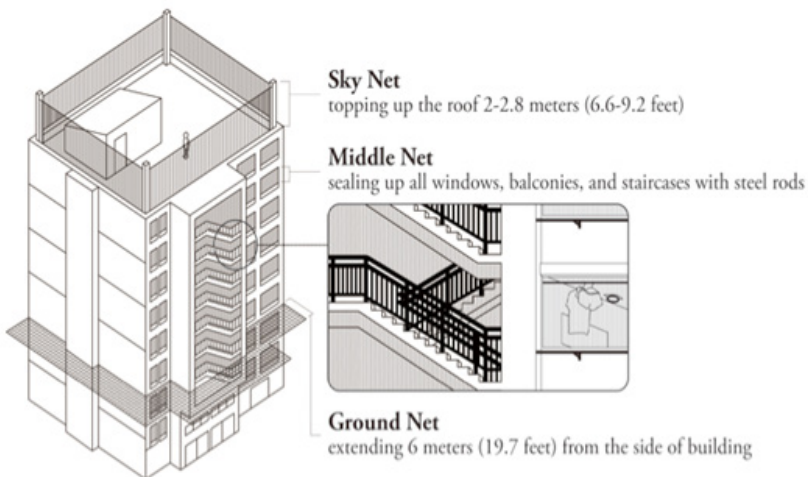 Sky Net
topping up the roof 2-2.8 meters (6.6-9.2 feet)
Middle Net
sealing up all windows, balconies, and staircases with steel rods
Ground Net
extending 6 meters (19.7 feet) from the side of building